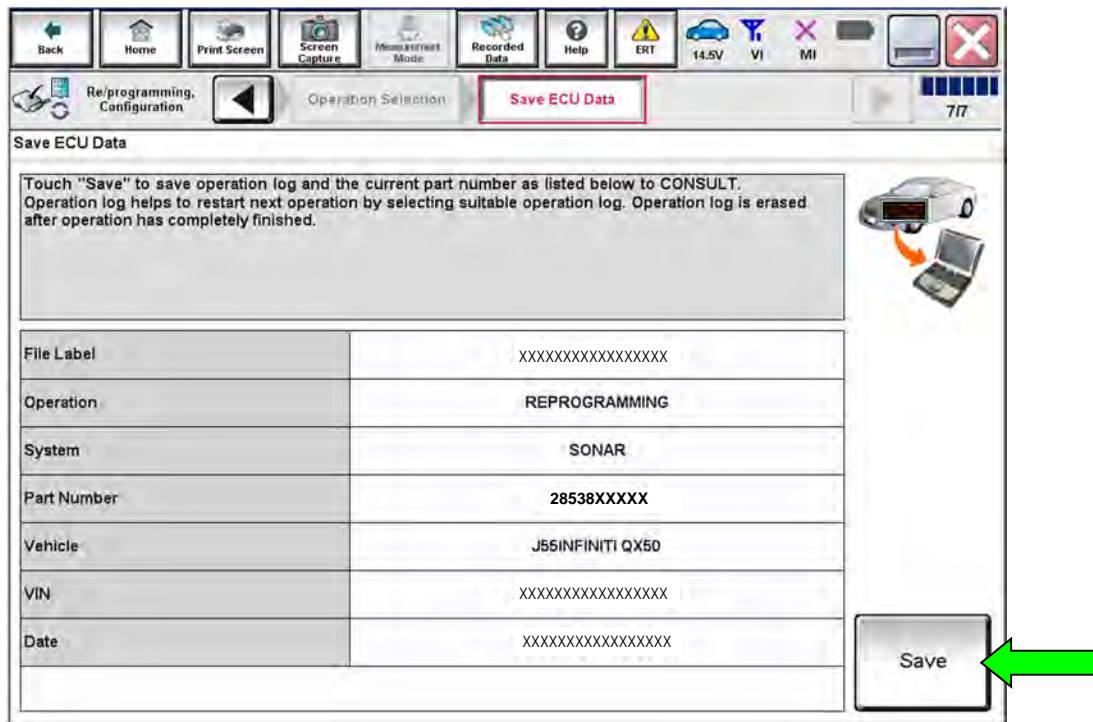 Back Home Print Screen Screen Capture Measurement Mode Recorded Data Help ERT 14.5V VI MI
Re/programming, Configuration Operation Selection Save ECU Data 7/7
Save ECU Data
Touch "Save" to save operation log and the current part number as listed below to CONSULT.
Operation log helps to restart next operation by selecting suitable operation log. Operation log is erased
after operation has completely finished.
File Label XXXXXXXXXXXXXXXXX
Operation REPROGRAMMING
System SONAR
Part Number 28538XXXXX
Vehicle J55INFINITI QX50
VIN XXXXXXXXXXXXXXXXX
Date XXXXXXXXXXXXXXXXX
Save